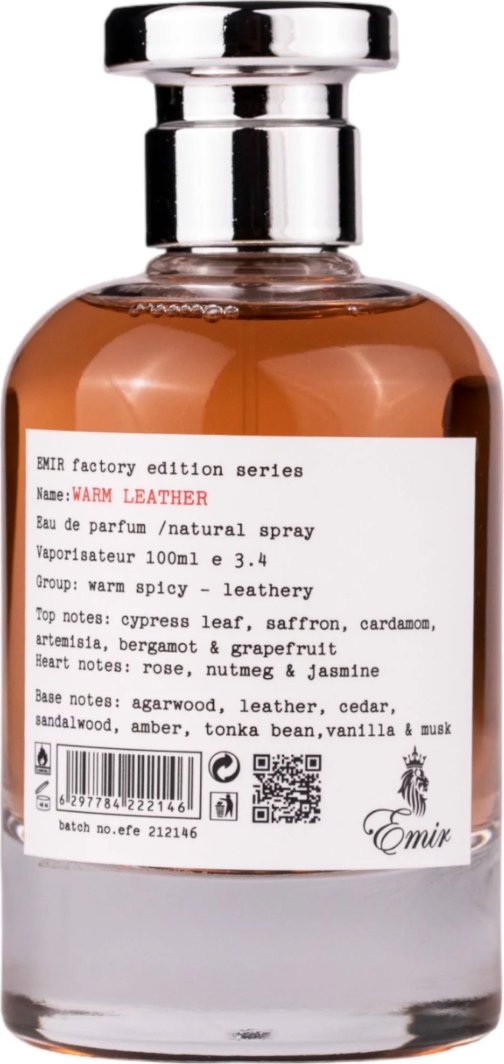 EMIR factory edition series
Name:WARM LEATHER
Eau de parfum /natural spray
Vaporisateur 100ml e 3.4
Group: warm spicy - leathery
Top notes: cypress leaf, saffron, cardamom,
artemisia, bergamot & grapefruit
Heart notes: rose, nutmeg & jasmine
Base notes: agarwood, leather, cedar,
sandalwood, amber, tonka bean,vanilla & musk
6 297784 222146
batch no.efe 212146
Emir